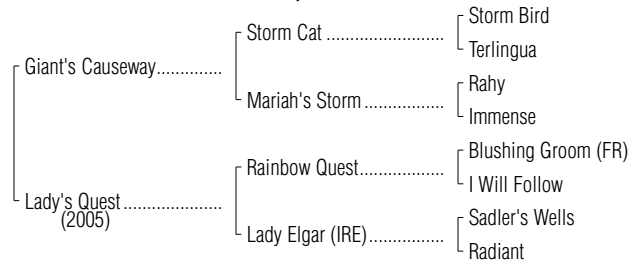 Storm Bird
Storm Cat ......................
Terlingua
Giant's Causeway..............
Rahy
Mariah's Storm .................
Immense
Blushing Groom (FR)
Rainbow Quest..................
I Will Follow
Lady's Quest.....................
(2005)
Sadler's Wells
Lady Elgar (IRE)................
Radiant